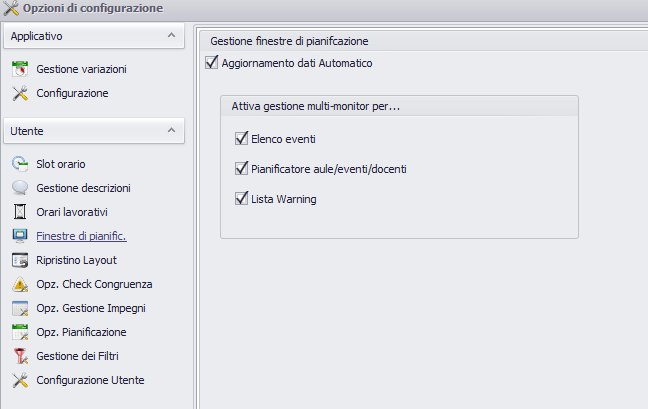 Opzioni di configurazione
Applicativo
Gestione variazioni
Configurazione
Utente
Slot orario
Gestione descrizioni
Orari lavorativi
Finestre di pianific.
Ripristino Layout
Opz. Check Congruenza
Opz. Gestione Impegni
Opz. Pianificazione
Gestione dei Filtri
Configurazione Utente
Gestione finestre di pianifcazione
Aggiornamento dati Automatico
Attiva gestione multi-monitor per...
Elenco eventi
Pianificatore aule/eventi/docenti
Lista Warning